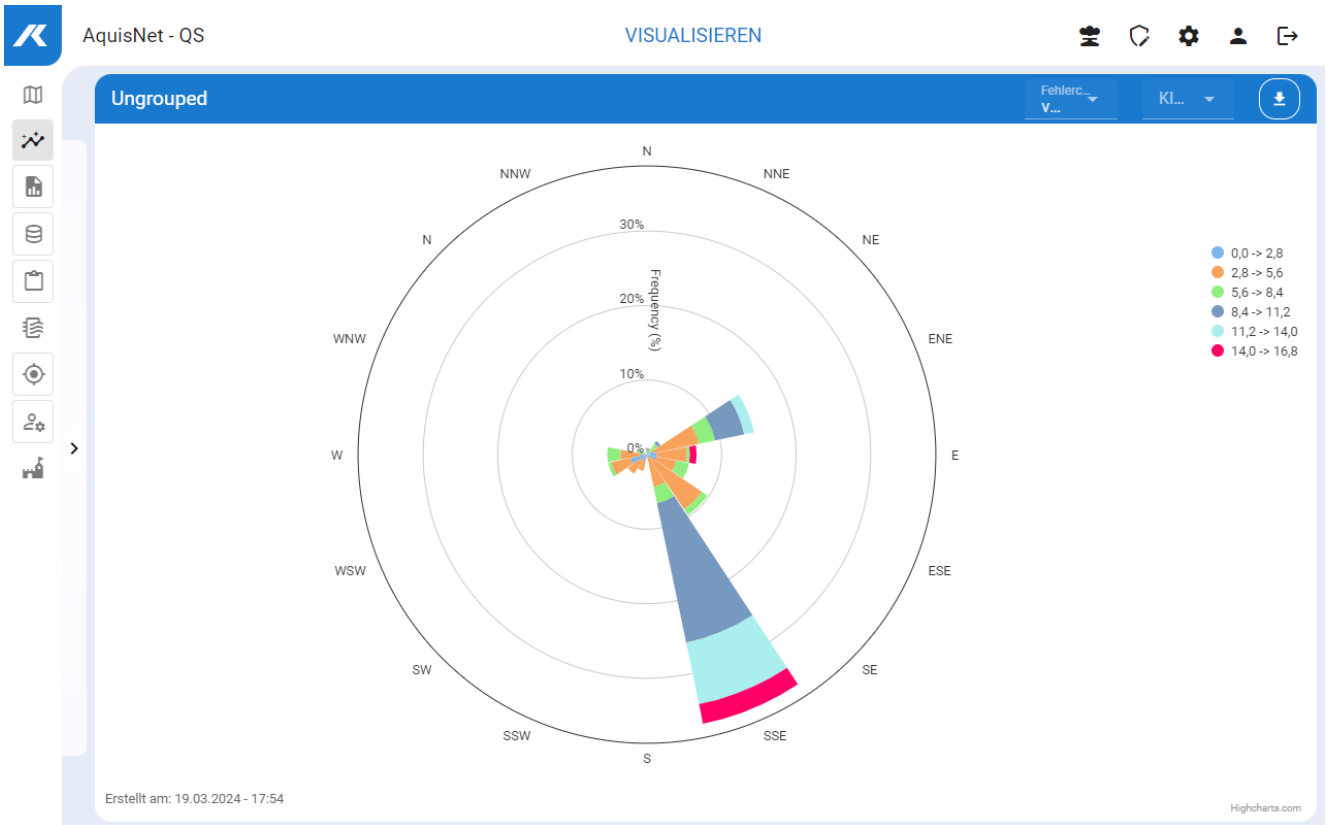 AquisNet - QS
VISUALISIEREN
Ungrouped
Fehlerc...
V...
Kl...
N
NNW
NNE
N
NE
30%
Frequency (%)
20%
WNW
ENE
10%
0%
W
E
WSW
ESE
SW
SE
SSW
SSE
S
0,0 -> 2,8
2,8 -> 5,6
5,6 -> 8,4
8,4 -> 11,2
11,2 -> 14,0
14,0 -> 16,8
Erstellt am: 19.03.2024 - 17:54
Highcharts.com